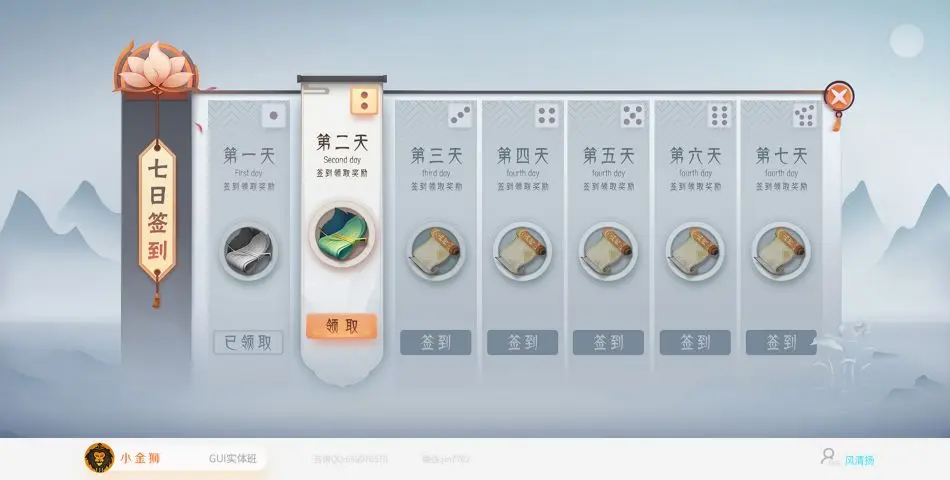 七日签到
第一天
First day
签到领取奖励
已领取
第二天
Second day
签到领取奖励
领取
第三天
third day
签到领取奖励
签到
第四天
fourth day
签到领取奖励
签到
第五天
fourth day
签到领取奖励
签到
第六天
fourth day
签到领取奖励
签到
第七天
fourth day
签到领取奖励
签到
小金狮
GUI实体班
风清扬